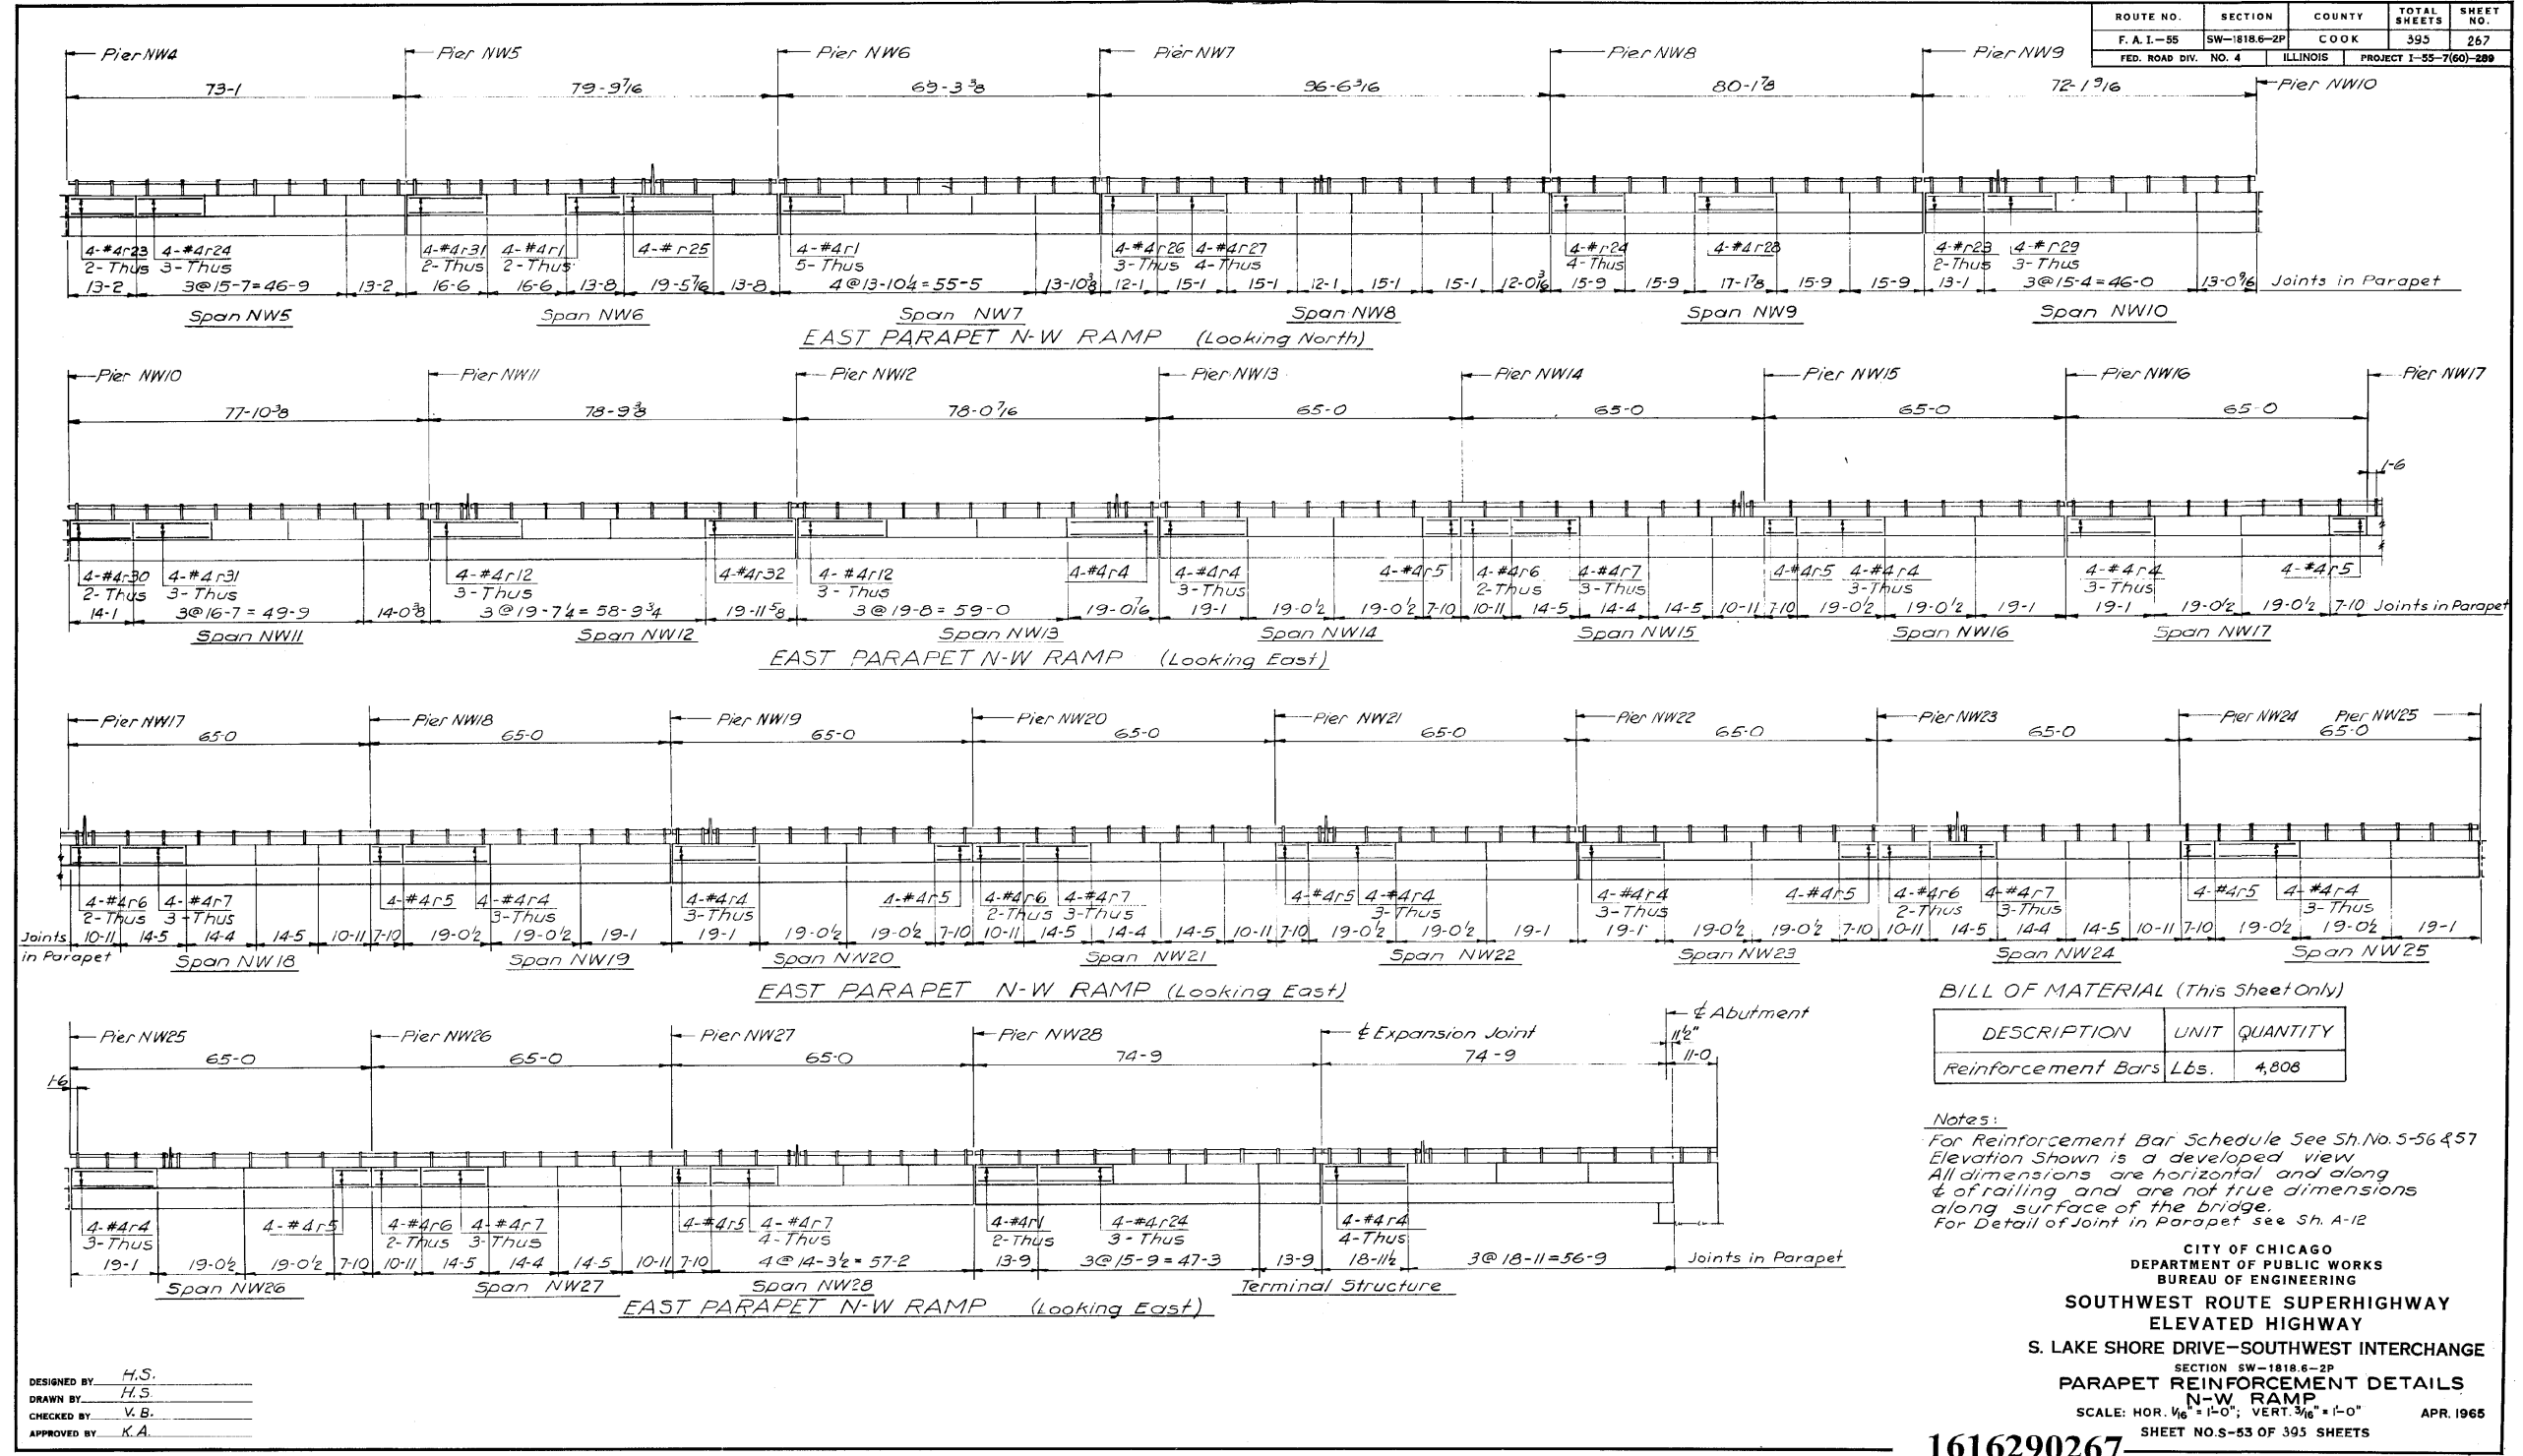 ROUTE NO. SECTION COUNTY TOTAL SHEETS SHEET NO.
F. A. I.—55 SW—1818.6—2P COOK 395 267
FED. ROAD DIV. NO. 4 ILLINOIS PROJECT I-55-7(60)-289
Pier NW4 Pier NW5 Pier NW6 Pier NW7 Pier NW8 Pier NW9 Pier NW10
73-1 79-9 7/16 69-3 3/8 96-6 3/16 80-1 7/8 72-1 9/16
4-#4r23 4-#4r24 4-#4r31 4-#4r1 4-# r25 4-#4r1 4-#4r26 4-#4r27 4-#r24 4-#4r28 4-#r23 4-#r29
2-Thus 3-Thus 2-Thus 2-Thus 5-Thus 3-Thus 4-Thus 4-Thus 2-Thus 3-Thus
13-2 3@15-7=46-9 13-2 16-6 16-6 13-8 19-5 7/16 13-8 4@13-10 1/4=55-5 13-10 3/8 12-1 15-1 15-1 12-1 15-1 15-1 12-0 3/16 15-9 15-9 17-1 7/8 15-9 15-9 13-1 3@15-4=46-0 13-0 9/16 Joints in Parapet
Span NW5 Span NW6 Span NW7 Span NW8 Span NW9 Span NW10
EAST PARAPET N-W RAMP (Looking North)
Pier NW10 Pier NW11 Pier NW12 Pier NW13 Pier NW14 Pier NW15 Pier NW16 Pier NW17
77-10 3/8 78-9 3/8 78-0 7/16 65-0 65-0 65-0 65-0
1-6
4-#4r30 4-#4r31 4-#4r12 4-#4r32 4-#4r12 4-#4r4 4-#4r4 4-#4r5 4-#4r6 4-#4r7 4-#4r5 4-#4r4 4-#4r4 4-#4r5
2-Thus 3-Thus 3-Thus 3-Thus 3-Thus 2-Thus 3-Thus 3-Thus 3-Thus
14-1 3@16-7=49-9 14-0 3/8 3@19-7 1/4=58-9 3/4 19-11 5/8 3@19-8=59-0 19-0 7/16 19-1 19-0 1/2 19-0 1/2 7-10 10-11 14-5 14-4 14-5 10-11 7-10 19-0 1/2 19-0 1/2 19-1 19-1 19-0 1/2 19-0 1/2 7-10 Joints in Parapet
Span NW11 Span NW12 Span NW13 Span NW14 Span NW15 Span NW16 Span NW17
EAST PARAPET N-W RAMP (Looking East)
Pier NW17 Pier NW18 Pier NW19 Pier NW20 Pier NW21 Pier NW22 Pier NW23 Pier NW24 Pier NW25
65-0 65-0 65-0 65-0 65-0 65-0 65-0 65-0
4-#4r6 4-#4r7 4-#4r5 4-#4r4 4-#4r4 4-#4r5 4-#4r6 4-#4r7 4-#4r5 4-#4r4 4-#4r4 4-#4r5 4-#4r6 4-#4r7 4-#4r5 4-#4r4
2-Thus 3-Thus 3-Thus 3-Thus 2-Thus 3-Thus 3-Thus 3-Thus 2-Thus 3-Thus 3-Thus
Joints 10-11 14-5 14-4 14-5 10-11 7-10 19-0 1/2 19-0 1/2 19-1 19-1 19-0 1/2 19-0 1/2 7-10 10-11 14-5 14-4 14-5 10-11 7-10 19-0 1/2 19-0 1/2 19-1 19-1 19-0 1/2 19-0 1/2 7-10 10-11 14-5 14-4 14-5 10-11 7-10 19-0 1/2 19-0 1/2 19-1
in Parapet Span NW18 Span NW19 Span NW20 Span NW21 Span NW22 Span NW23 Span NW24 Span NW25
EAST PARAPET N-W RAMP (Looking East)
Pier NW25 Pier NW26 Pier NW27 Pier NW28 ℄ Expansion Joint ℄ Abutment
65-0 65-0 65-0 74-9 74-9 11 1/2" 11-0
1-6
4-#4r4 4-#4r5 4-#4r6 4-#4r7 4-#4r5 4-#4r7 4-#4r1 4-#4r24 4-#4r4
3-Thus 2-Thus 3-Thus 4-Thus 2-Thus 3-Thus 4-Thus
19-1 19-0 1/2 19-0 1/2 7-10 10-11 14-5 14-4 14-5 10-11 7-10 4@14-3 1/2=57-2 13-9 3@15-9=47-3 13-9 18-11 1/2 3@18-11=56-9 Joints in Parapet
Span NW26 Span NW27 Span NW28 Terminal Structure
EAST PARAPET N-W RAMP (Looking East)
BILL OF MATERIAL (This Sheet Only)
DESCRIPTION UNIT QUANTITY
Reinforcement Bars Lbs. 4,808
Notes:
For Reinforcement Bar Schedule See Sh. No. S-56 & 57
Elevation Shown is a developed view
All dimensions are horizontal and along
℄ of railing and are not true dimensions
along surface of the bridge.
For Detail of Joint in Parapet see Sh. A-12
CITY OF CHICAGO
DEPARTMENT OF PUBLIC WORKS
BUREAU OF ENGINEERING
SOUTHWEST ROUTE SUPERHIGHWAY
ELEVATED HIGHWAY
S. LAKE SHORE DRIVE—SOUTHWEST INTERCHANGE
SECTION SW—1818.6—2P
PARAPET REINFORCEMENT DETAILS
N-W RAMP
SCALE: HOR. 1/16" = 1'-0"; VERT. 3/16" = 1'-0" APR. 1965
SHEET NO. S-53 OF 395 SHEETS
DESIGNED BY H.S.
DRAWN BY H.S.
CHECKED BY V.B.
APPROVED BY K.A.
1616290267